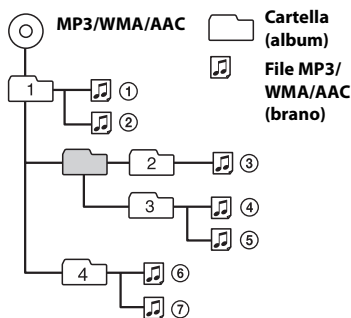 MP3/WMA/AAC
Cartella
(album)
File MP3/
WMA/AAC
(brano)
1
①
②
2
③
3
④
⑤
4
⑥
⑦